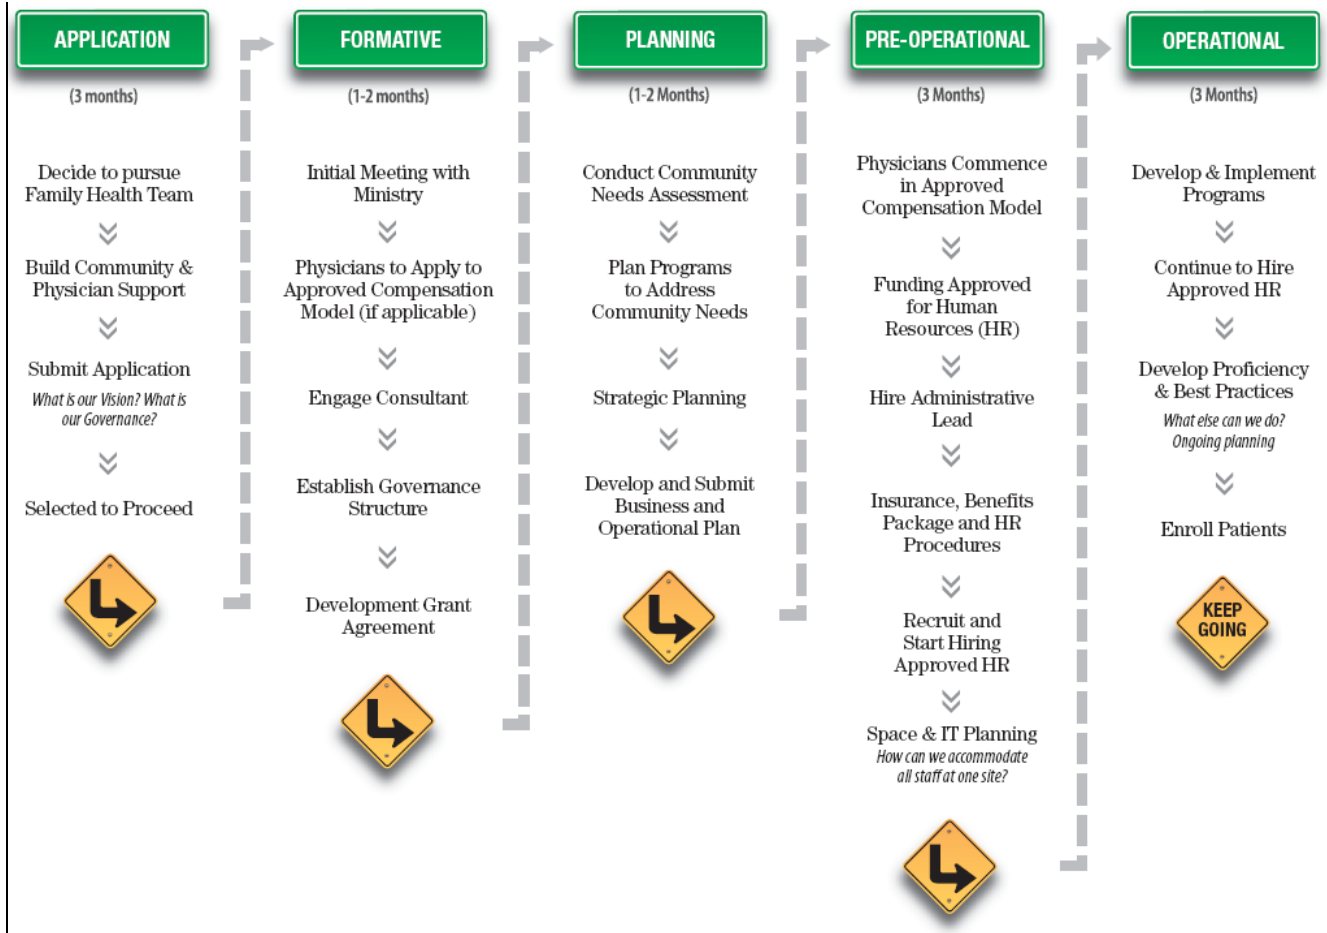 APPLICATION
(3 months)
Decide to pursue
Family Health Team
Build Community &
Physician Support
Submit Application
What is our Vision? What is
our Governance?
Selected to Proceed
FORMATIVE
(1-2 months)
Initial Meeting with
Ministry
Physicians to Apply to
Approved Compensation
Model (if applicable)
Engage Consultant
Establish Governance
Structure
Development Grant
Agreement
PLANNING
(1-2 Months)
Conduct Community
Needs Assessment
Plan Programs
to Address
Community Needs
Strategic Planning
Develop and Submit
Business and
Operational Plan
PRE-OPERATIONAL
(3 Months)
Physicians Commence
in Approved
Compensation Model
Funding Approved
for Human
Resources (HR)
Hire Administrative
Lead
Insurance, Benefits
Package and HR
Procedures
Recruit and
Start Hiring
Approved HR
Space & IT Planning
How can we accommodate
all staff at one site?
OPERATIONAL
(3 Months)
Develop & Implement
Programs
Continue to Hire
Approved HR
Develop Proficiency
& Best Practices
What else can we do?
Ongoing planning
Enroll Patients
KEEP
GOING